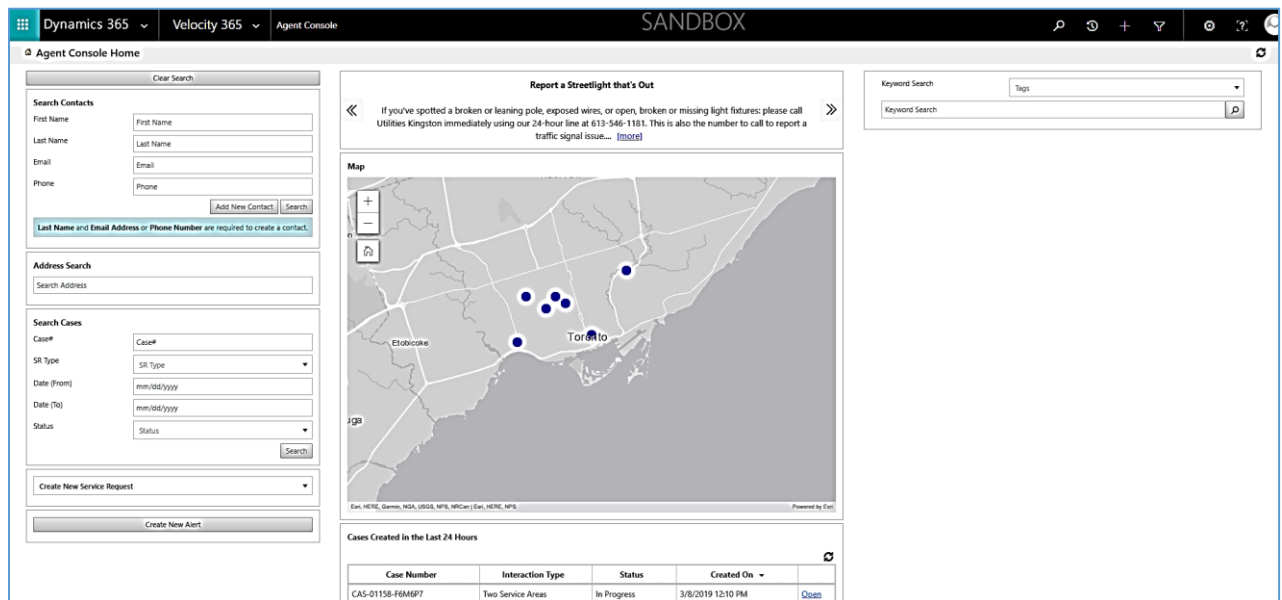 Dynamics 365
Velocity 365
Agent Console
SANDBOX
Agent Console Home
Clear Search
Search Contacts
First Name
First Name
Last Name
Last Name
Email
Email
Phone
Phone
Add New Contact
Search
Last Name and Email Address or Phone Number are required to create a contact.
Address Search
Search Address
Search Cases
Case#
Case#
SR Type
SR Type
Date (From)
mm/dd/yyyy
Date (To)
mm/dd/yyyy
Status
Status
Search
Create New Service Request
Create New Alert
Report a Streetlight that's Out
If you've spotted a broken or leaning pole, exposed wires, or open, broken or missing light fixtures: please call
Utilities Kingston immediately using our 24-hour line at 613-546-1181. This is also the number to call to report a
traffic signal issue.... [more]
Map
Etobicoke
Toronto
uga
Esri, HERE, Garmin, NGA, USGS, NPS, NRCan | Esri, HERE, NPS.
Powered by Esri
Cases Created in the Last 24 Hours
Case Number Interaction Type Status Created On
CAS-01158-F6M6P7 Two Service Areas In Progress 3/8/2019 12:10 PM Open
Keyword Search
Tags
Keyword Search